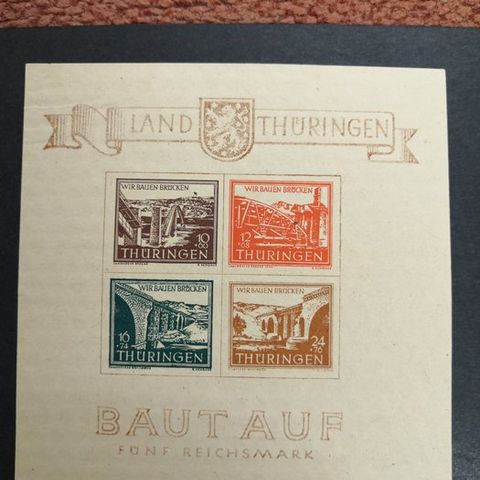 LAND THÜRINGEN
WIR BAUEN BRÜCKEN
10
+60
THÜRINGEN
WIR BAUEN BRÜCKEN
12
+68
THÜRINGEN
WIR BAUEN BRÜCKEN
16
+74
THÜRINGEN
WIR BAUEN BRÜCKEN
24
+76
THÜRINGEN
BAUT AUF
FÜNF REICHSMARK